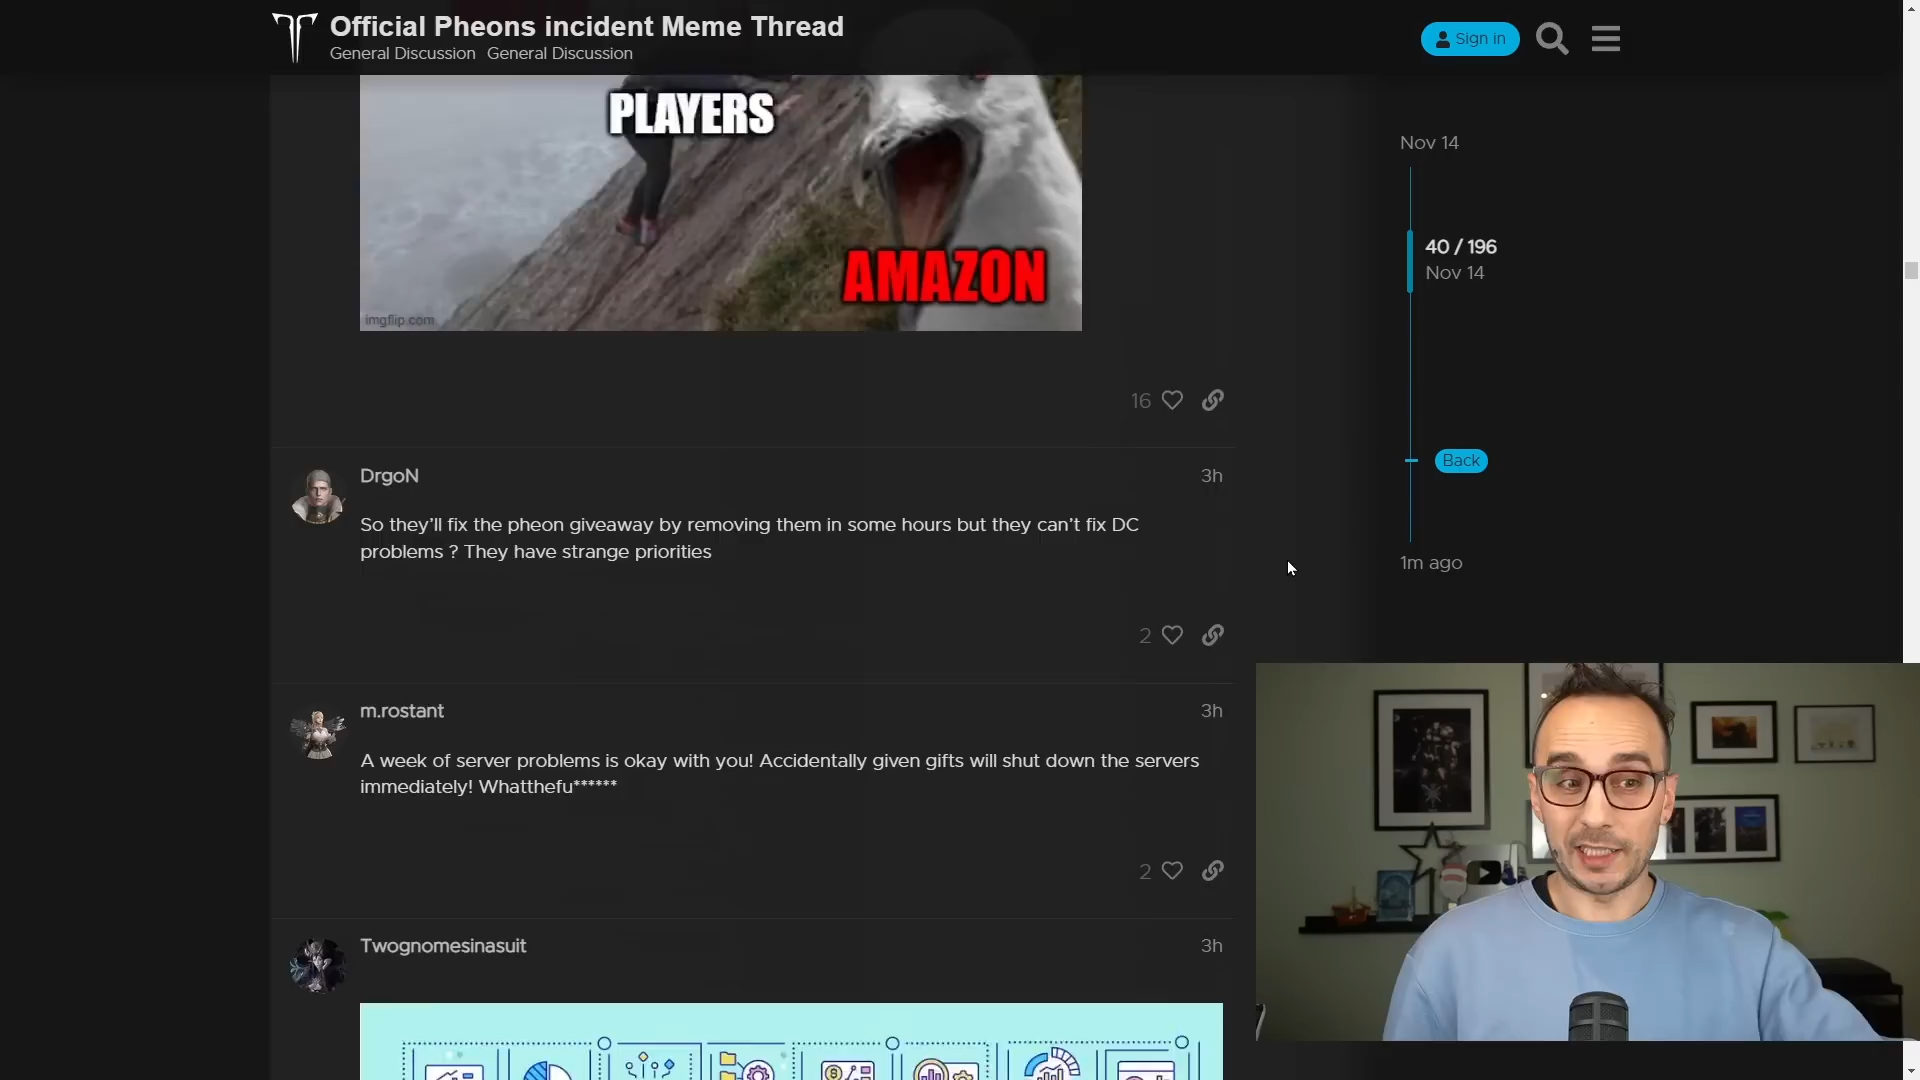 Official Pheons incident Meme Thread
General Discussion General Discussion
Sign in
PLAYERS
AMAZON
imgflip.com
Nov 14
40 / 196
Nov 14
Back
1m ago
16
DrgoN
3h
So they’ll fix the pheon giveaway by removing them in some hours but they can’t fix DC
problems ? They have strange priorities
2
m.rostant
3h
A week of server problems is okay with you! Accidentally given gifts will shut down the servers
immediately! Whatthefu******
2
Twognomesinasuit
3h